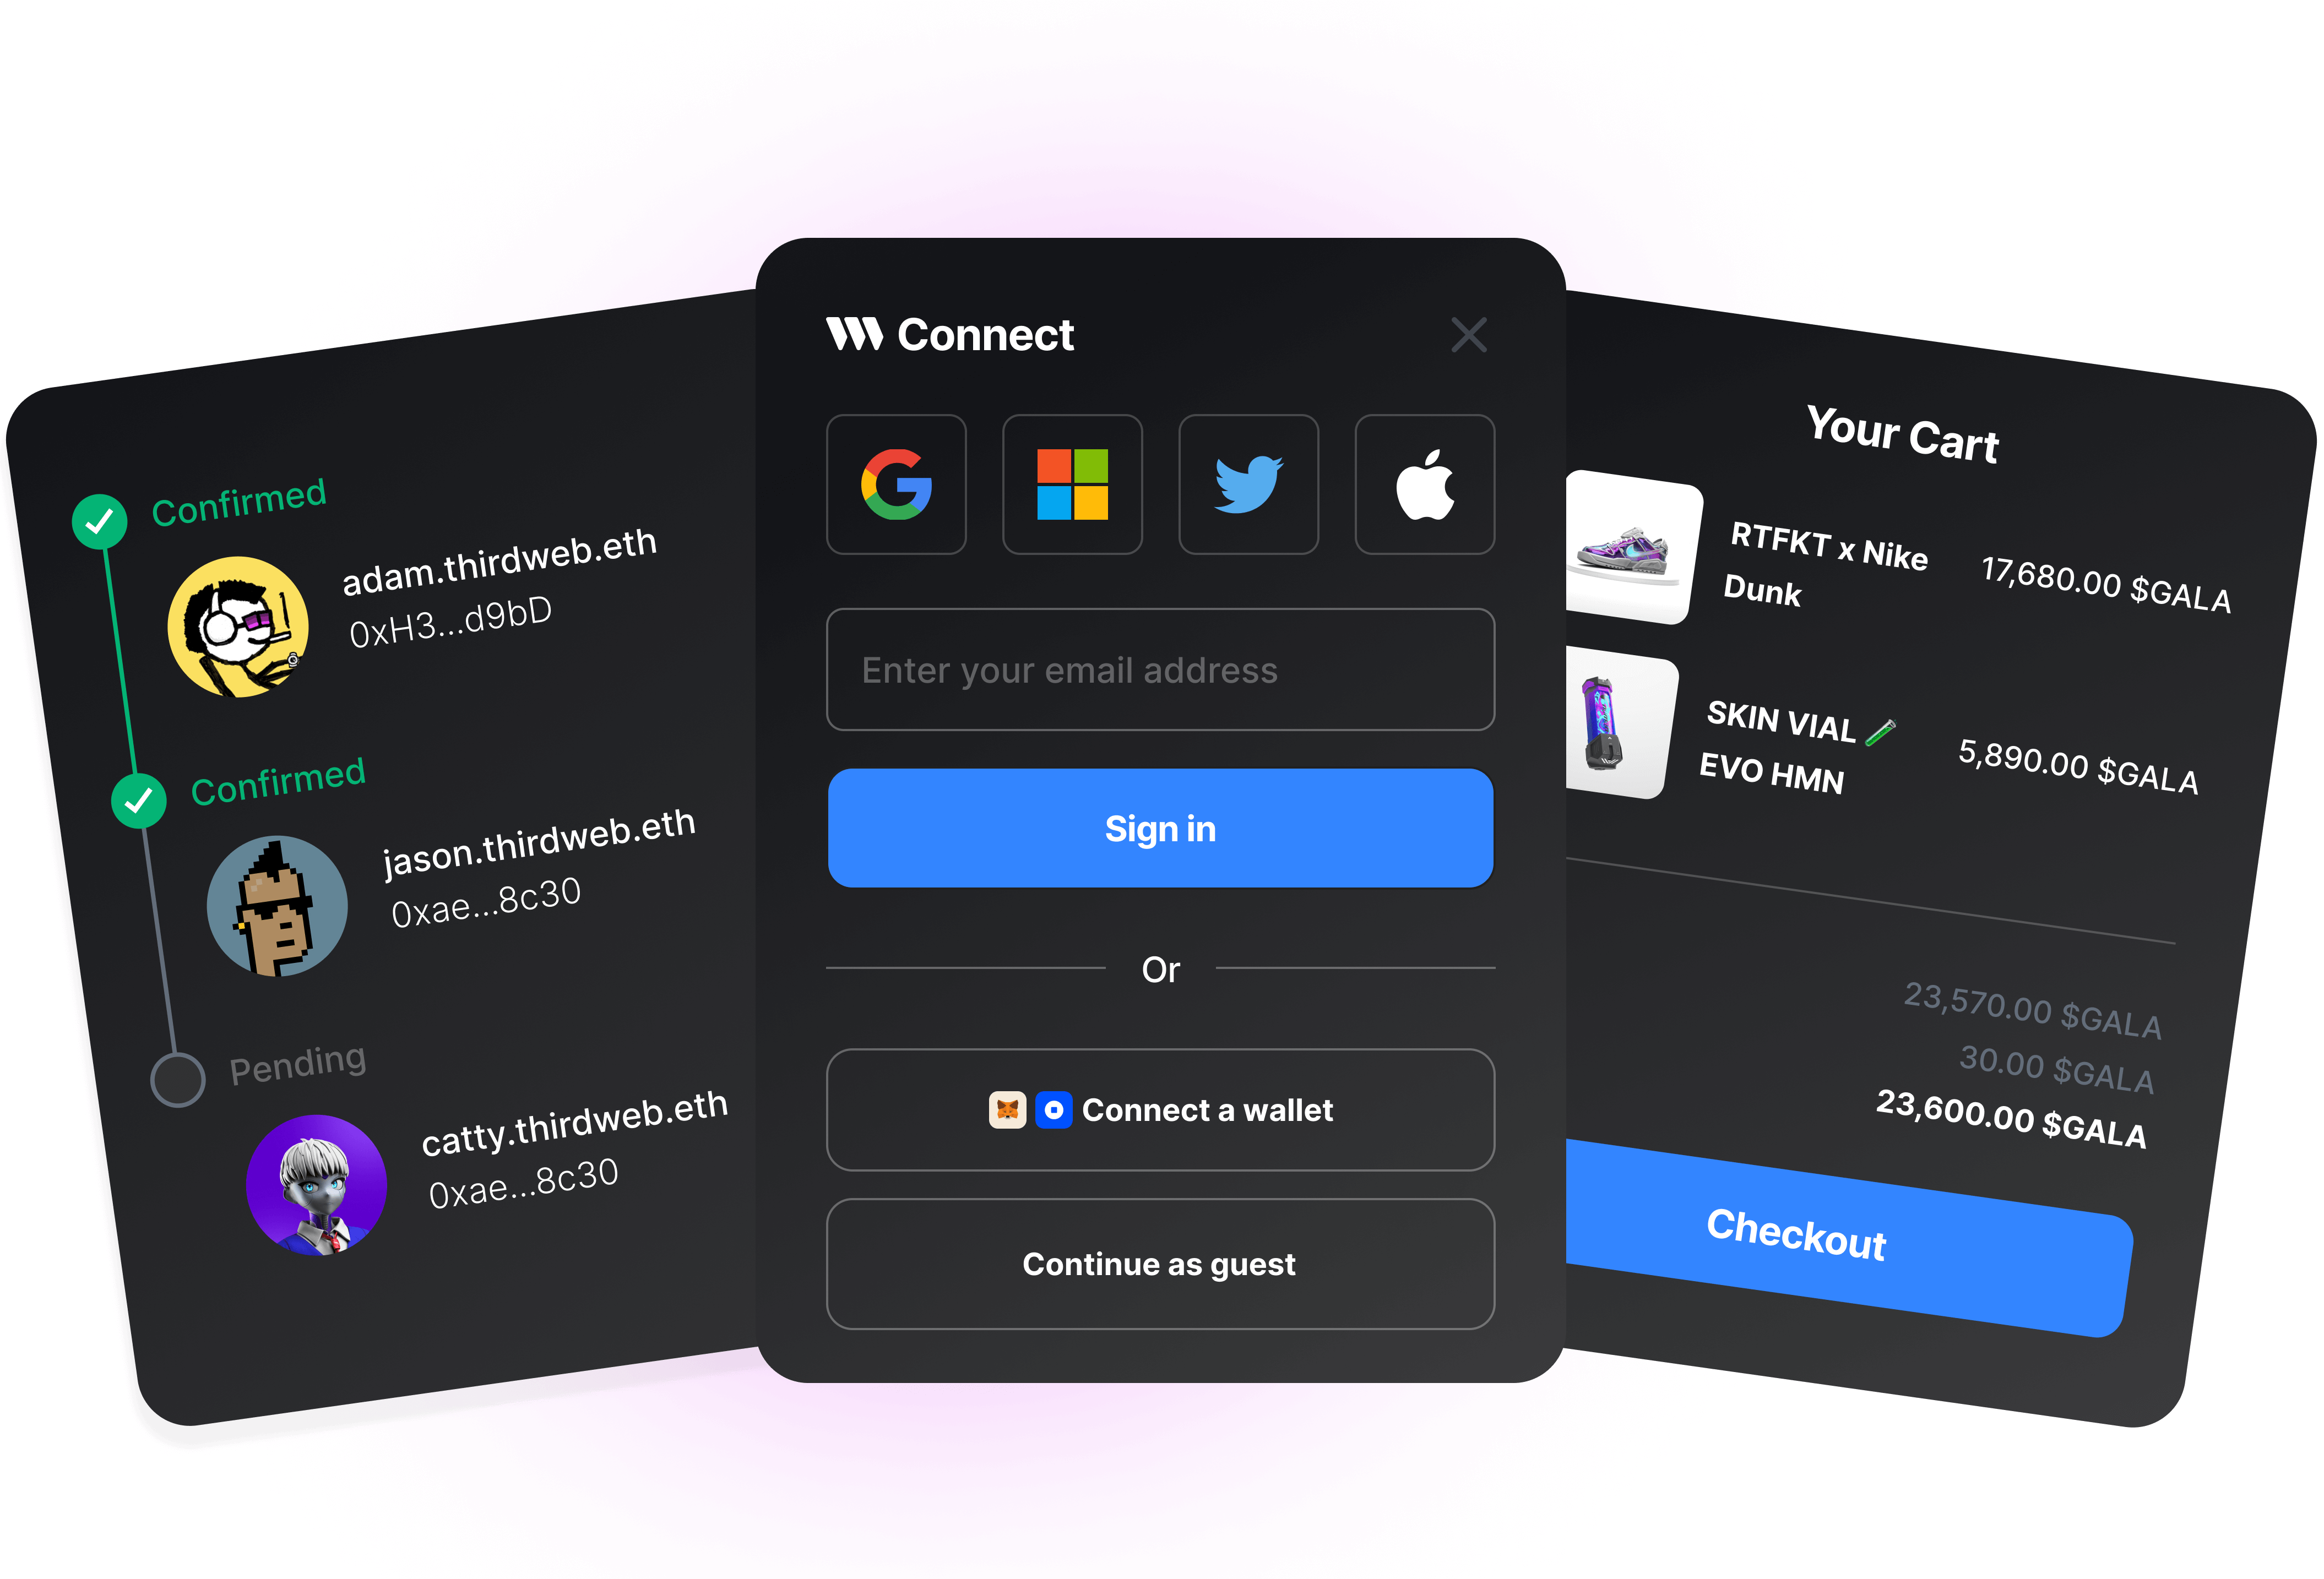 Confirmed
adam.thirdweb.eth
0xH3...d9bD
Confirmed
jason.thirdweb.eth
0xae...8c30
Pending
catty.thirdweb.eth
0xae...8c30
Connect
Enter your email address
Sign in
Or
Connect a wallet
Continue as guest
Your Cart
RTFKT x Nike
Dunk
17,680.00 $GALA
SKIN VIAL 🧪
EVO HMN
5,890.00 $GALA
23,570.00 $GALA
30.00 $GALA
23,600.00 $GALA
Checkout